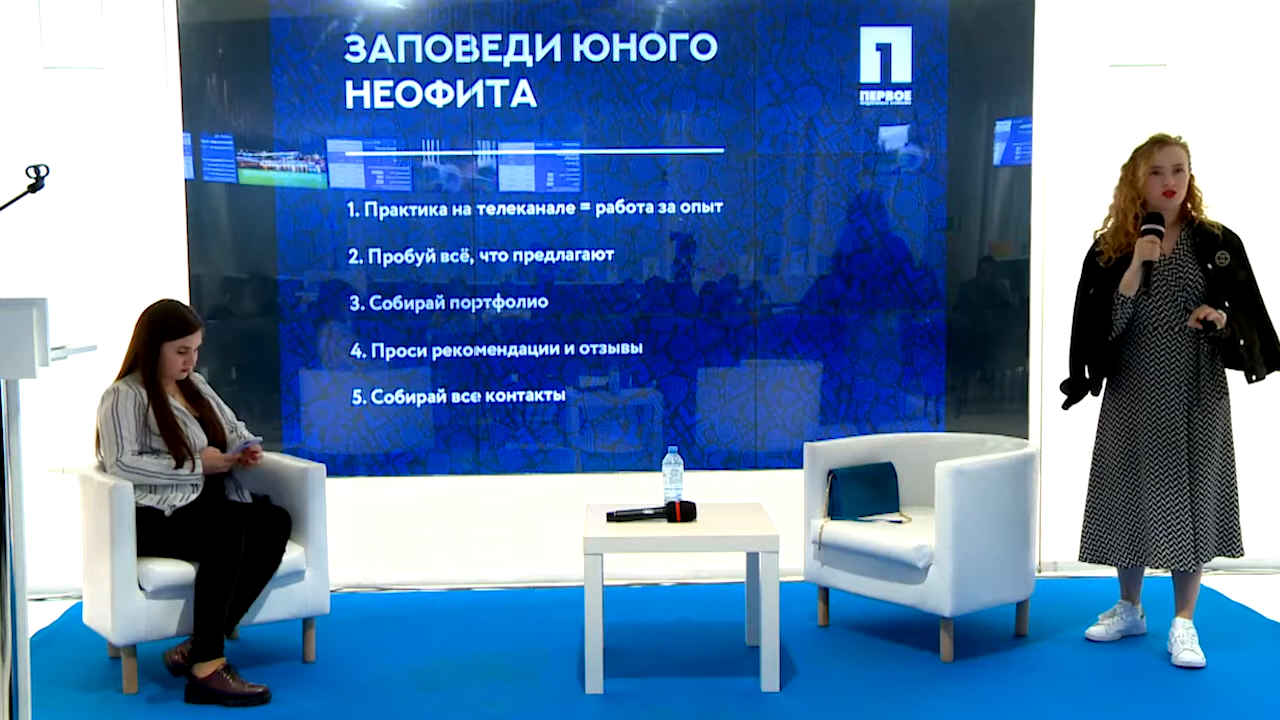 ЗАПОВЕДИ ЮНОГО
НЕОФИТА
1
ПЕРВОЕ
1. Практика на телеканале = работа за опыт
2. Пробуй всё, что предлагают
3. Собирай портфолио
4. Проси рекомендации и отзывы
5. Собирай все контакты